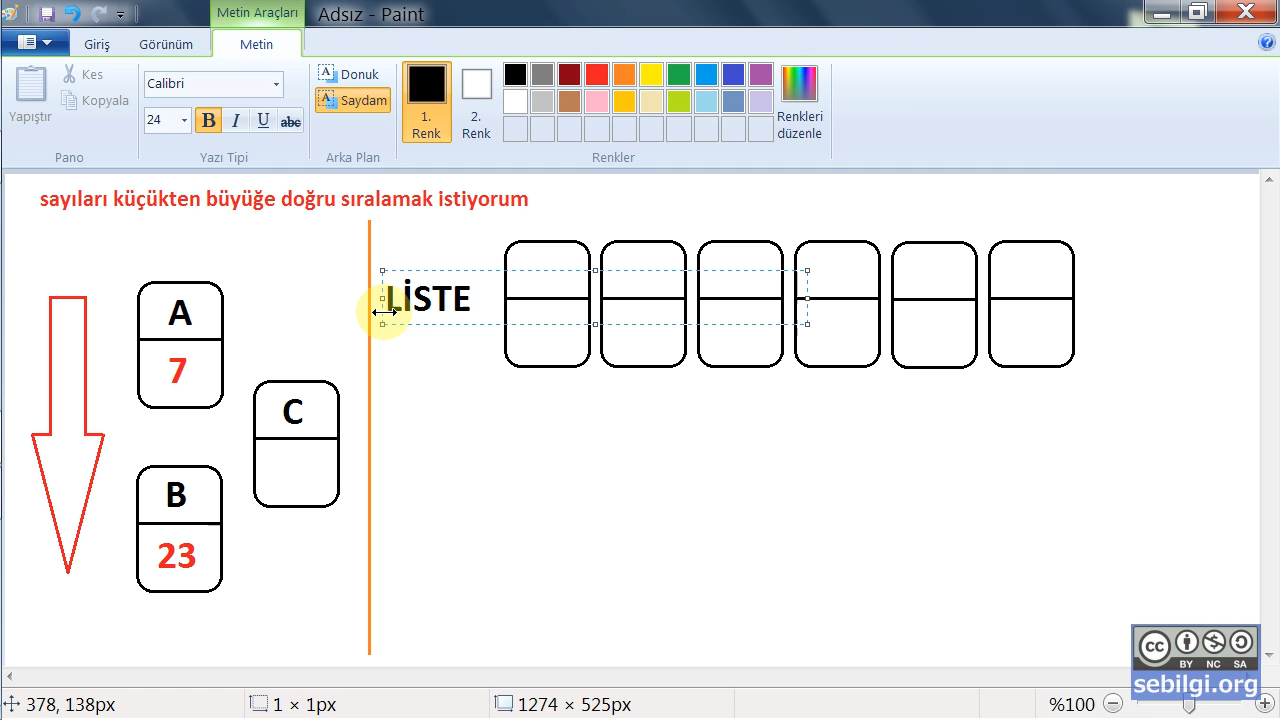 Metin Araçları
Adsız - Paint
Giriş
Görünüm
Metin
Yapıştır
Kes
Kopyala
Pano
Calibri
24
B I U abc
Yazı Tipi
Donuk
Saydam
Arka Plan
1.
Renk
2.
Renk
Renkleri
düzenle
Renkler
sayıları küçükten büyüğe doğru sıralamak istiyorum
A
7
C
B
23
LİSTE
cc
BY NC SA
sebilgi.org
378, 138px
1 × 1px
1274 × 525px
%100